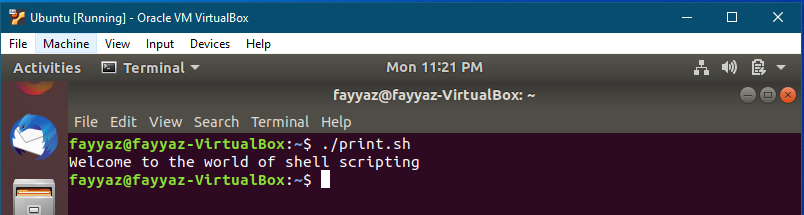 Ubuntu [Running] - Oracle VM VirtualBox
File Machine View Input Devices Help
Activities Terminal Mon 11:21 PM
fayyaz@fayyaz-VirtualBox: ~
File Edit View Search Terminal Help
fayyaz@fayyaz-VirtualBox:~$ ./print.sh
Welcome to the world of shell scripting
fayyaz@fayyaz-VirtualBox:~$